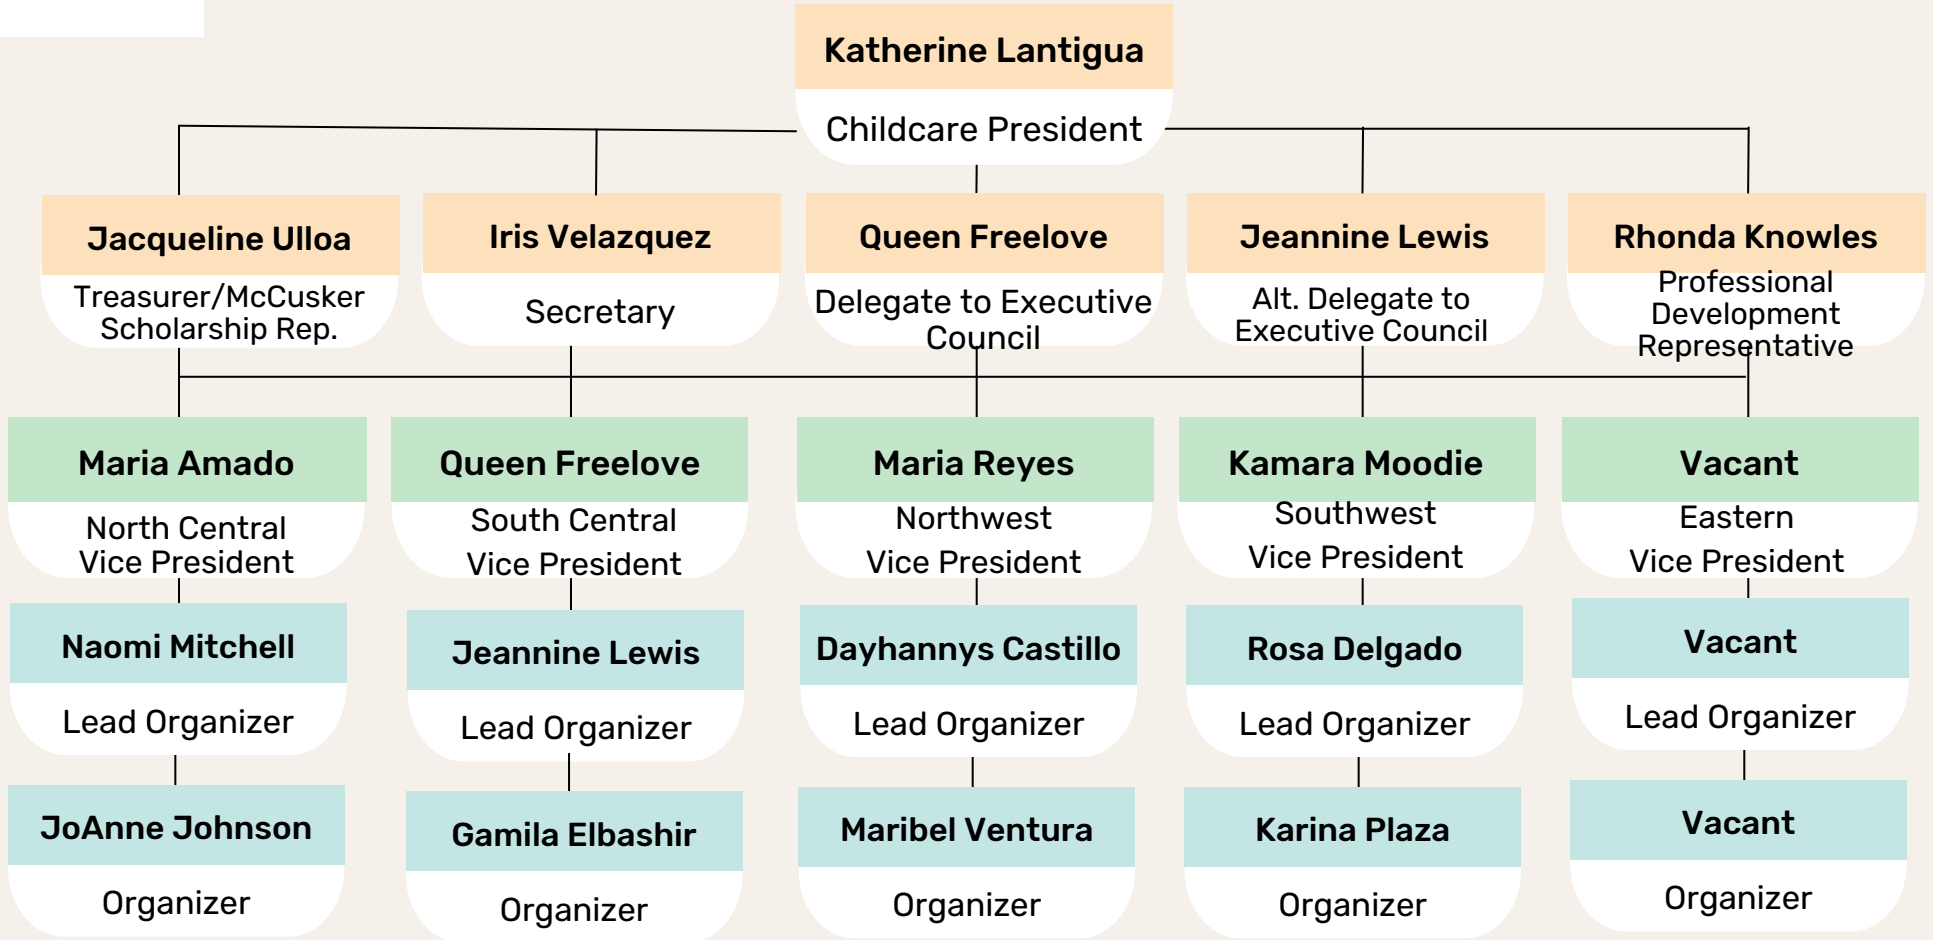 Katherine Lantigua
Childcare President
Jacqueline Ulloa
Treasurer/McCusker
Scholarship Rep.
Iris Velazquez
Secretary
Queen Freelove
Delegate to Executive
Council
Jeannine Lewis
Alt. Delegate to
Executive Council
Rhonda Knowles
Professional
Development
Representative
Maria Amado
North Central
Vice President
Queen Freelove
South Central
Vice President
Maria Reyes
Northwest
Vice President
Kamara Moodie
Southwest
Vice President
Vacant
Eastern
Vice President
Naomi Mitchell
Lead Organizer
Jeannine Lewis
Lead Organizer
Dayhannys Castillo
Lead Organizer
Rosa Delgado
Lead Organizer
Vacant
Lead Organizer
JoAnne Johnson
Organizer
Gamila Elbashir
Organizer
Maribel Ventura
Organizer
Karina Plaza
Organizer
Vacant
Organizer